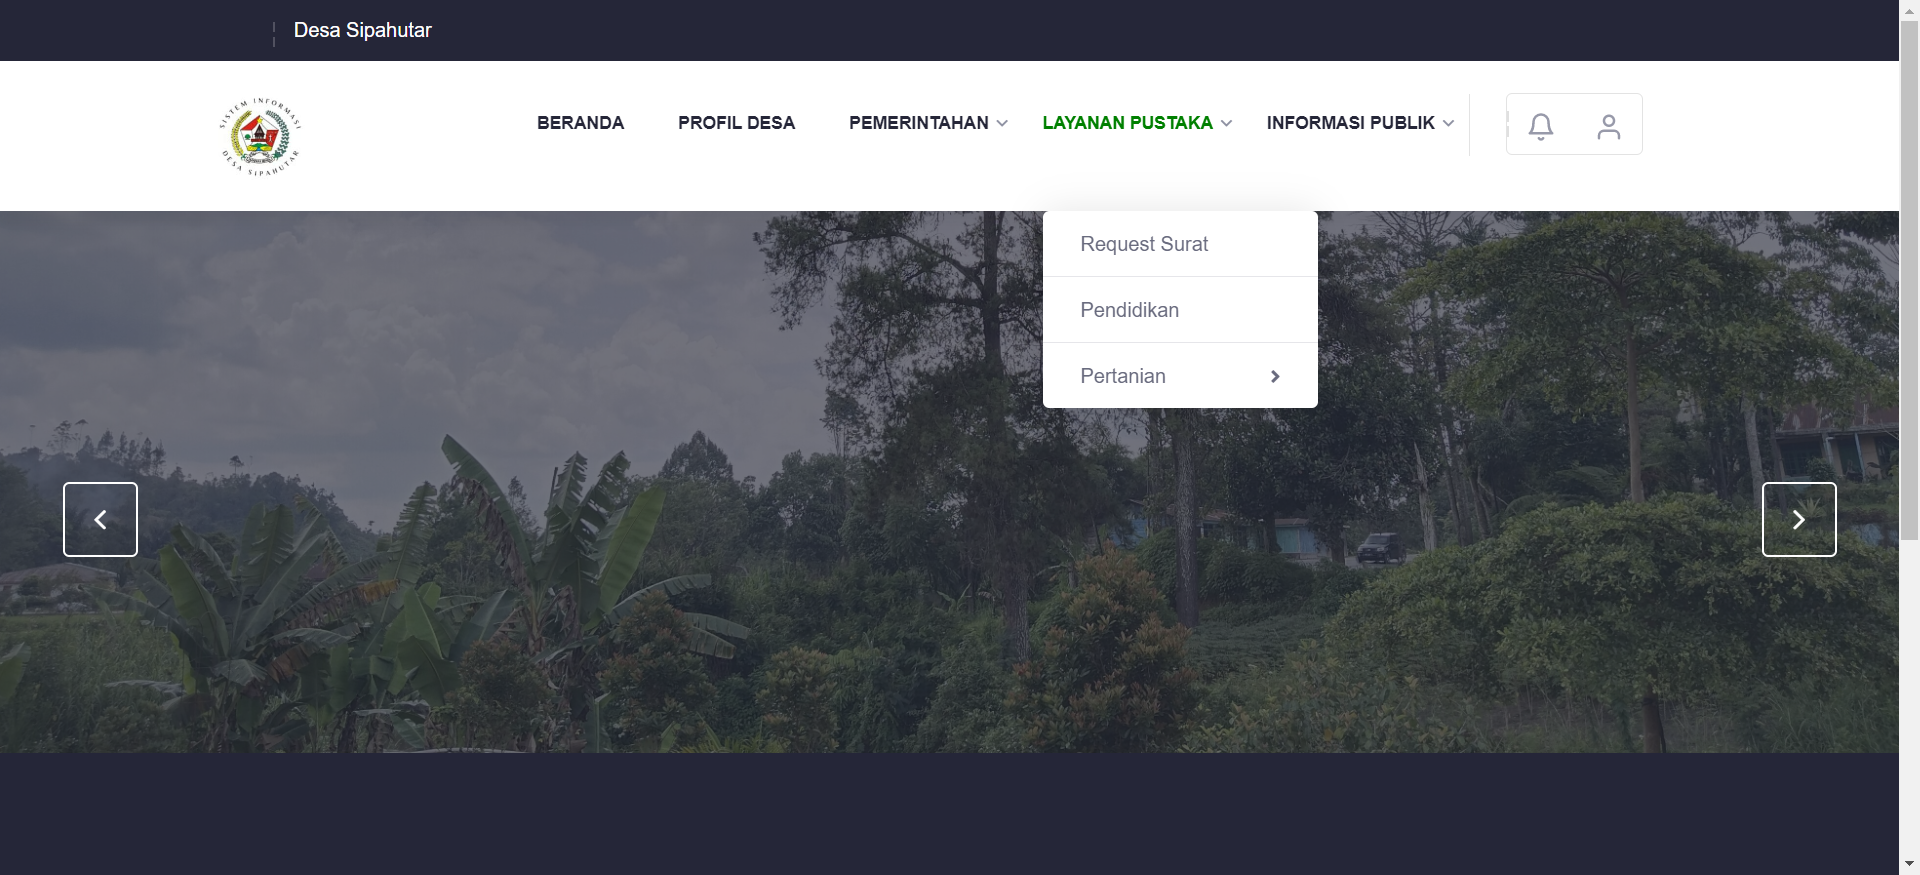 Desa Sipahutar
SISTEM INFORMASI
DESA SIPAHUTAR
BERANDA
PROFIL DESA
PEMERINTAHAN
LAYANAN PUSTAKA
INFORMASI PUBLIK
Request Surat
Pendidikan
Pertanian